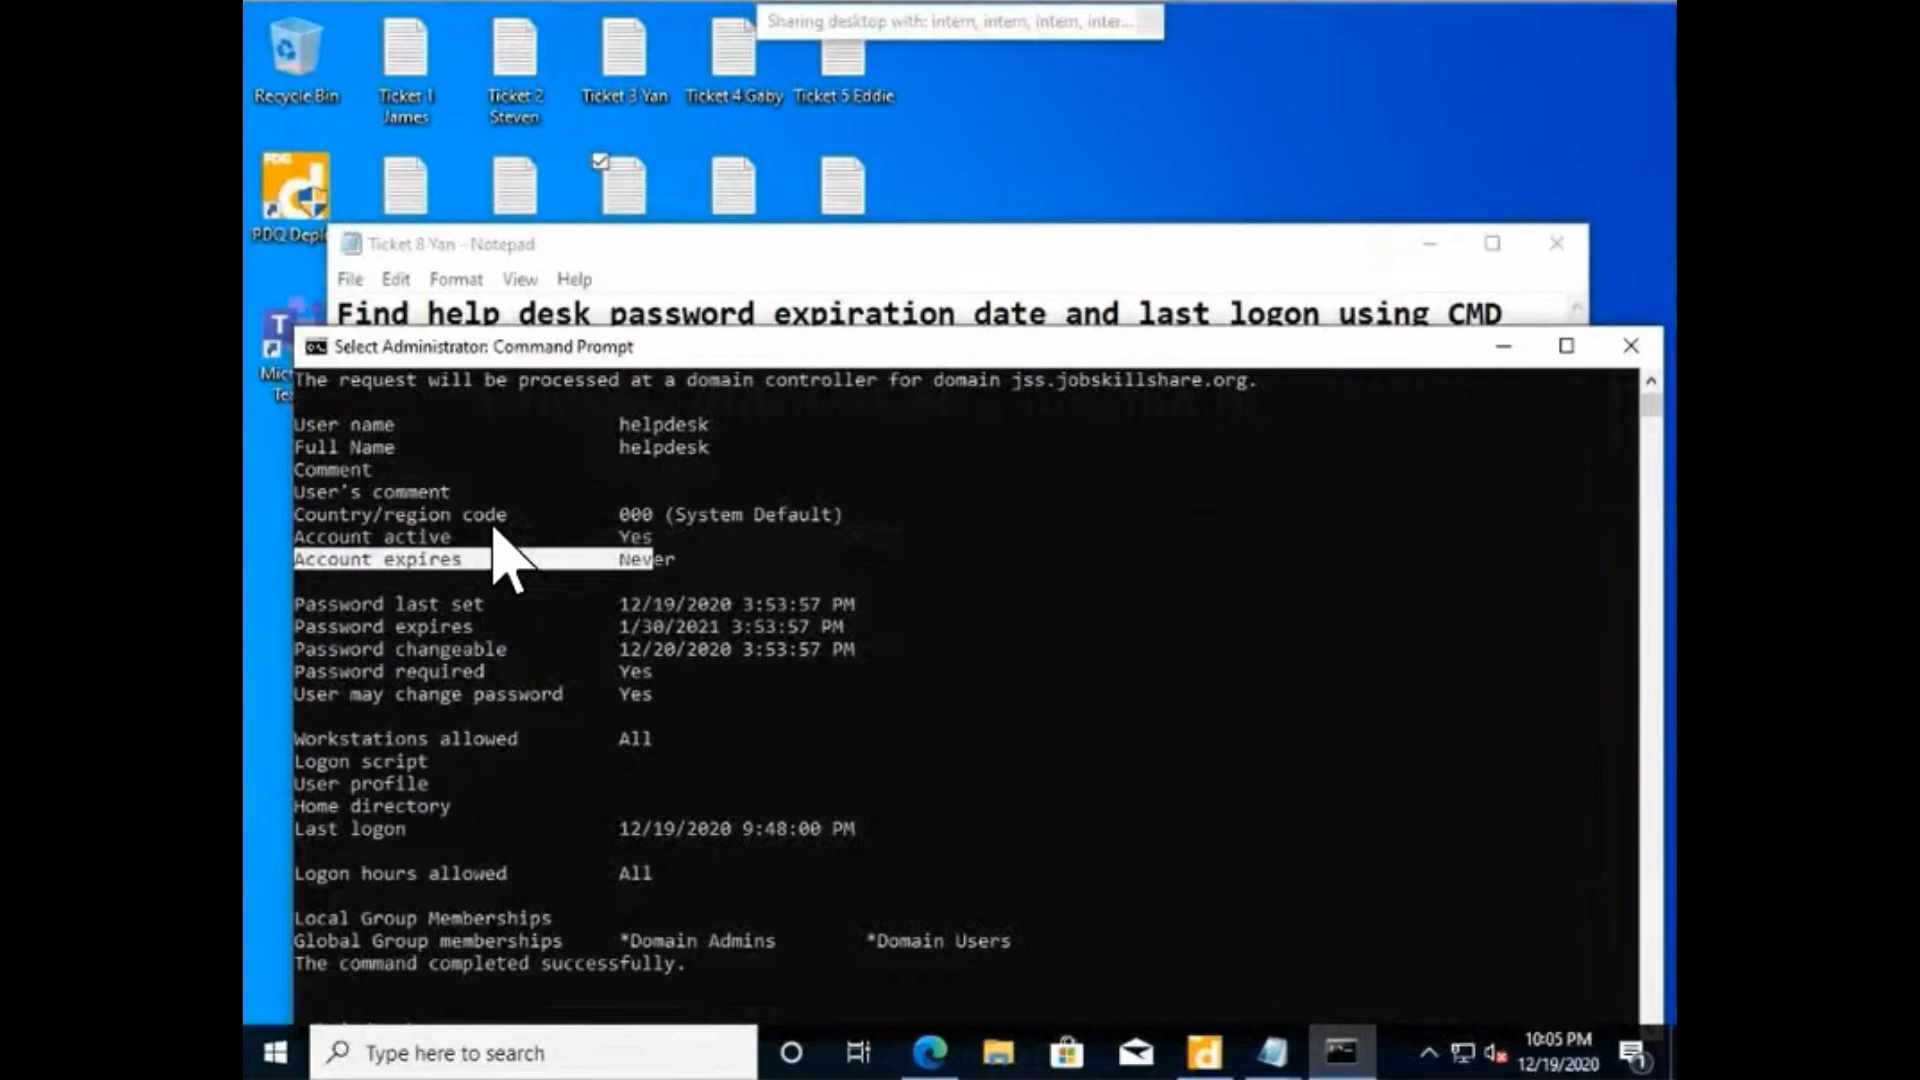 Sharing desktop with: intern, intern, intern, inter...
Recycle Bin
Ticket 1 James
Ticket 2 Steven
Ticket 3 Yan
Ticket 4 Gaby
Ticket 5 Eddie
PDQ Depl
Ticket 8 Yan - Notepad
File Edit Format View Help
Find help desk password expiration date and last logon using CMD
Select Administrator: Command Prompt
The request will be processed at a domain controller for domain jss.jobskillshare.org.
User name helpdesk
Full Name helpdesk
Comment
User's comment
Country/region code 000 (System Default)
Account active Yes
Account expires Never
Password last set 12/19/2020 3:53:57 PM
Password expires 1/30/2021 3:53:57 PM
Password changeable 12/20/2020 3:53:57 PM
Password required Yes
User may change password Yes
Workstations allowed All
Logon script
User profile
Home directory
Last logon 12/19/2020 9:48:00 PM
Logon hours allowed All
Local Group Memberships
Global Group memberships *Domain Admins *Domain Users
The command completed successfully.
Type here to search
10:05 PM
12/19/2020
1